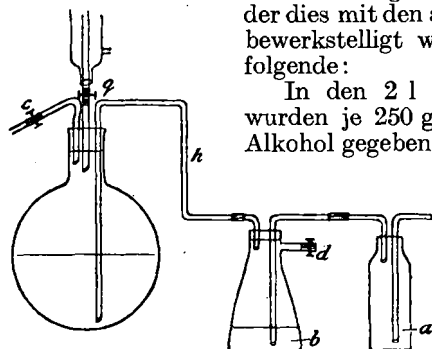 der dies mit den a
bewerkstelligt w
folgende:
In den 2 l
wurden je 250 g
Alkohol gegeben
c
q
h
d
b
a